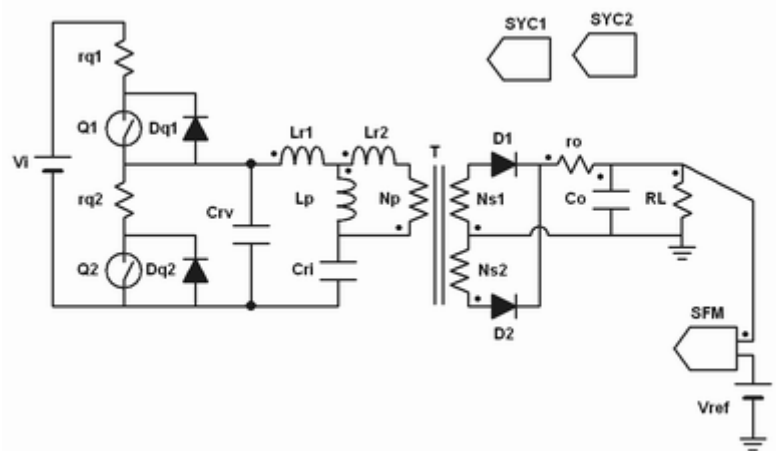 SYC1 SYC2
rq1
Q1 Dq1 Lr1 Lr2 D1 ro
Vi T
rq2 Crv Lp Np Ns1 Co RL
Q2 Dq2 Cri Ns2
D2 SFM
Vref